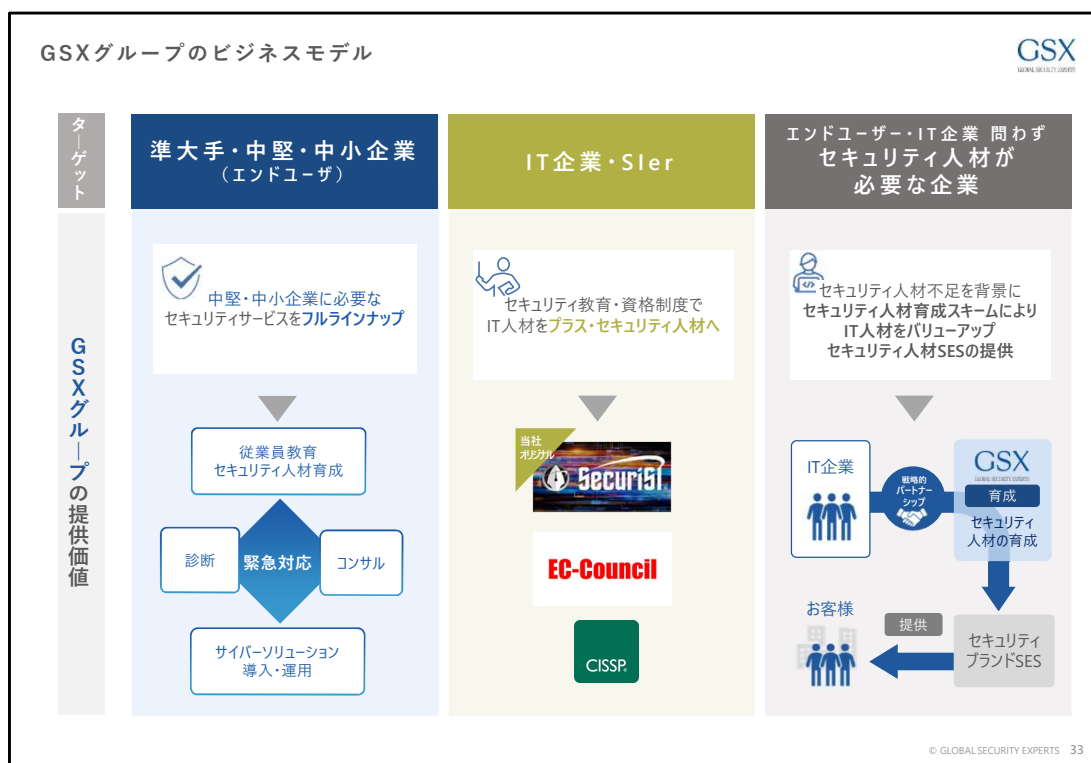 GSXグループのビジネスモデル
GSX
GLOBAL SECURITY EXPERTS
ターゲット
準大手・中堅・中小企業
（エンドユーザ）
IT企業・SIer
エンドユーザー・IT企業 問わず
セキュリティ人材が
必要な企業
GSXグループの提供価値
中堅・中小企業に必要な
セキュリティサービスをフルラインナップ
従業員教育
セキュリティ人材育成
診断
緊急対応
コンサル
サイバーソリューション
導入・運用
セキュリティ教育・資格制度で
IT人材をプラス・セキュリティ人材へ
当社
オリジナル
SecuriST
EC-Council
CISSP®
セキュリティ人材不足を背景に
セキュリティ人材育成スキームにより
IT人材をバリューアップ
セキュリティ人材SESの提供
IT企業
戦略的
パートナー
シップ
GSX
GLOBAL SECURITY EXPERTS
育成
セキュリティ
人材の育成
お客様
提供
セキュリティ
ブランドSES
© GLOBAL SECURITY EXPERTS 33